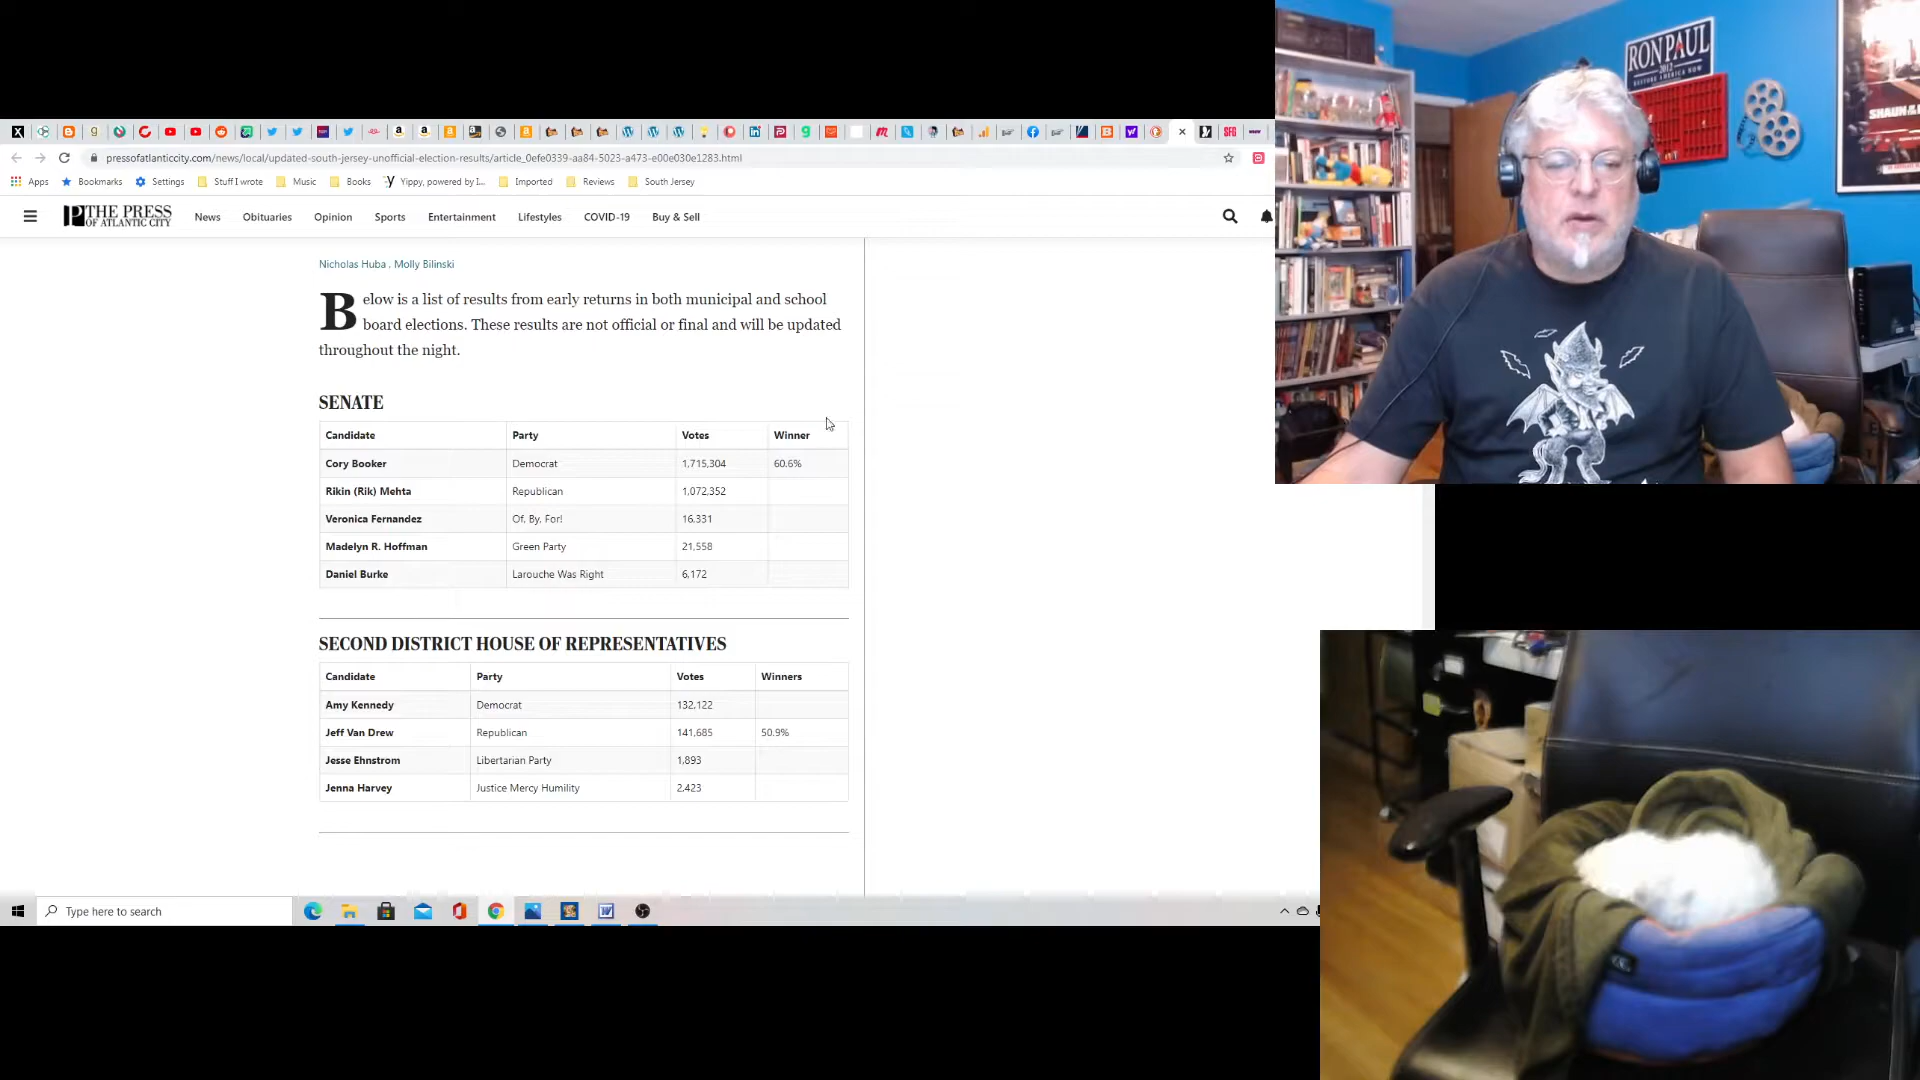 pressofatlanticcity.com/news/local/updated-south-jersey-unofficial-election-results/article_0efe0339-aa84-5023-a473-e00e030e1283.html
Apps Bookmarks Settings Stuff I wrote Music Books Yippy, powered by I... Imported Reviews South Jersey
THE PRESS
OF ATLANTIC CITY
News Obituaries Opinion Sports Entertainment Lifestyles COVID-19 Buy & Sell
Nicholas Huba , Molly Bilinski
Below is a list of results from early returns in both municipal and school
board elections. These results are not official or final and will be updated
throughout the night.
SENATE
Candidate Party Votes Winner
Cory Booker Democrat 1,715,304 60.6%
Rikin (Rik) Mehta Republican 1,072,352
Veronica Fernandez Of, By, For! 16,331
Madelyn R. Hoffman Green Party 21,558
Daniel Burke Larouche Was Right 6,172
SECOND DISTRICT HOUSE OF REPRESENTATIVES
Candidate Party Votes Winners
Amy Kennedy Democrat 132,122
Jeff Van Drew Republican 141,685 50.9%
Jesse Ehnstrom Libertarian Party 1,893
Jenna Harvey Justice Mercy Humility 2,423
Type here to search
RON PAUL
2012
RESTORE AMERICA NOW
SHAUN